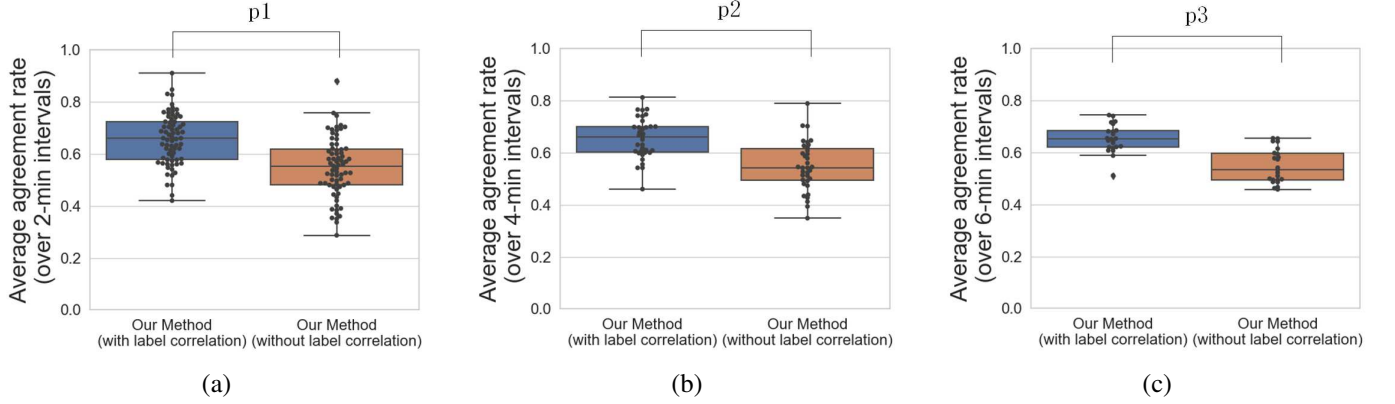 p1
Average agreement rate
(over 2-min intervals)
1.0
0.8
0.6
0.4
0.2
0.0
Our Method
(with label correlation)
Our Method
(without label correlation)
(a)
p2
Average agreement rate
(over 4-min intervals)
1.0
0.8
0.6
0.4
0.2
0.0
Our Method
(with label correlation)
Our Method
(without label correlation)
(b)
p3
Average agreement rate
(over 6-min intervals)
1.0
0.8
0.6
0.4
0.2
0.0
Our Method
(with label correlation)
Our Method
(without label correlation)
(c)